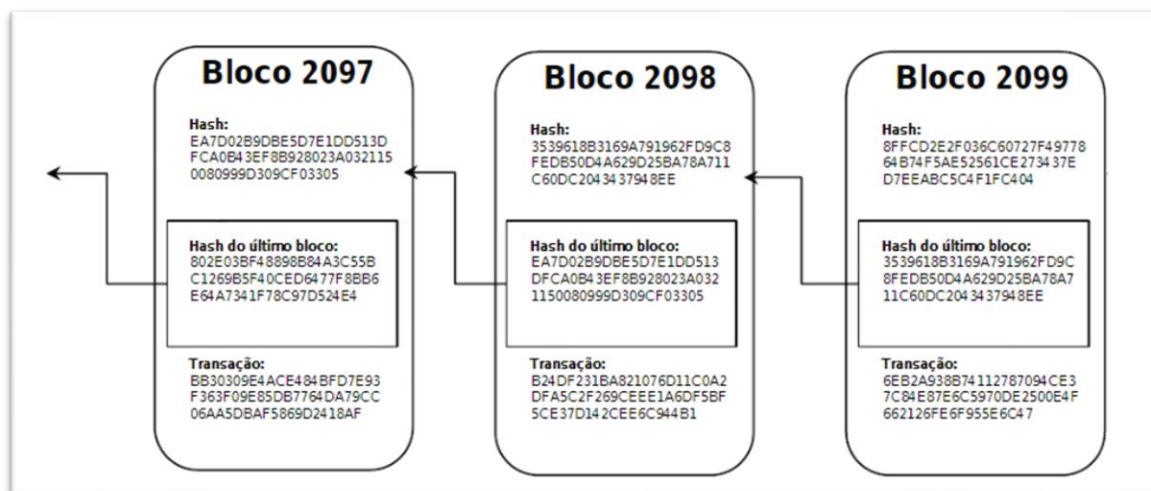 Bloco 2097
Hash:
EA7D02B9DBE5D7E1DD513D
FCA0B43EF8B928023A032115
0080999D309CF03305
Hash do último bloco:
802E03BF48898B84A3C55B
C1269B5F40CED6477F8BB6
E64A7341F78C97D524E4
Transação:
BB30309E4ACE484BFD7E93
F363F09E85DB7764DA79CC
06AA5DBAF5869D2418AF
Bloco 2098
Hash:
3539618B3169A791962FD9C8
FEDB50D4A629D25BA78A711
C60DC2043437948EE
Hash do último bloco:
EA7D02B9DBE5D7E1DD513
DFCA0B43EF8B928023A032
1150080999D309CF03305
Transação:
B24DF231BA821076D11C0A2
DFA5C2F269CEEE1A6DF5BF
5CE37D142CEE6C944B1
Bloco 2099
Hash:
8FFCD2E2F036C60727F49778
64B74F5AE52561CE273437E
D7EEABC5C4F1FC404
Hash do último bloco:
3539618B3169A791962FD9C
8FEDB50D4A629D25BA78A7
11C60DC2043437948EE
Transação:
6EB2A938B74112787094CE3
7C84E87E6C5970DE2500E4F
662126FE6F955E6C47